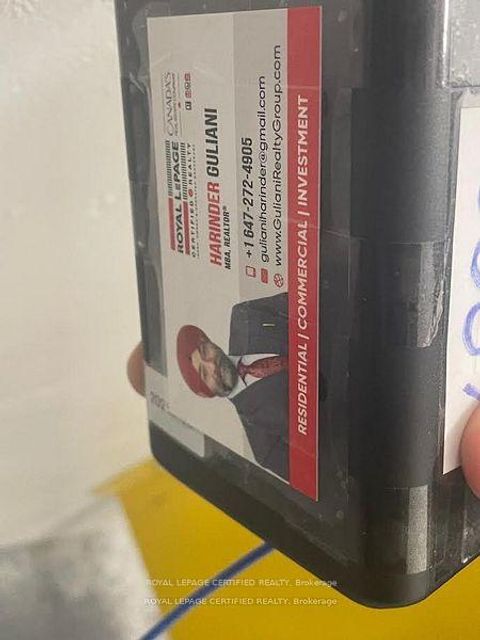 ROYAL LEPAGE
CERTIFIED REALTY
CANADA'S
HARINDER GULIANI
MBA, REALTOR®
+1 647-272-4905
gulianiharinder@gmail.com
www.GulianiRealtyGroup.com
RESIDENTIAL | COMMERCIAL | INVESTMENT
ROYAL LEPAGE CERTIFIED REALTY, Brokerage
ROYAL LEPAGE CERTIFIED REALTY, Brokerage